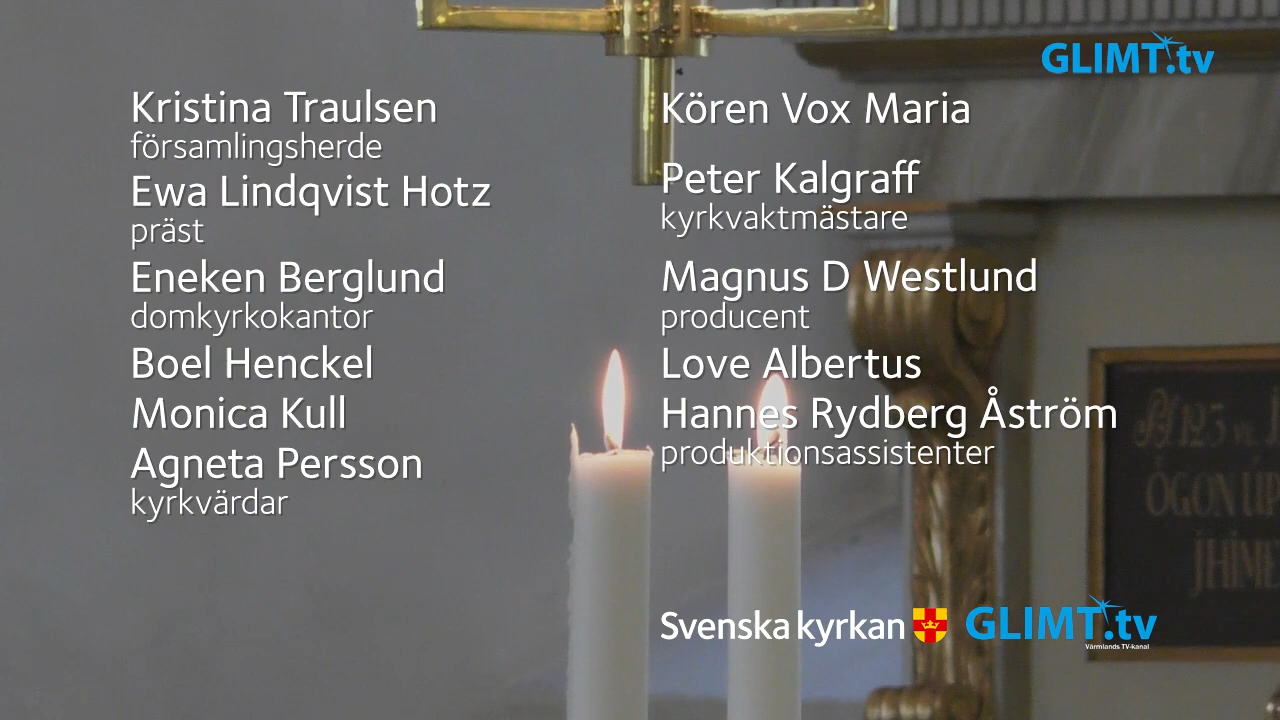 GLIMT.tv
Kristina Traulsen
församlingsherde
Ewa Lindqvist Hotz
präst
Eneken Berglund
domkyrkokantor
Boel Henckel
Monica Kull
Agneta Persson
kyrkvärdar
Kören Vox Maria
Peter Kalgraff
kyrkvaktmästare
Magnus D Westlund
producent
Love Albertus
Hannes Rydberg Åström
produktionsassistenter
ÖGON UP
Svenska kyrkan
GLIMT.tv
Värmlands TV-kanal